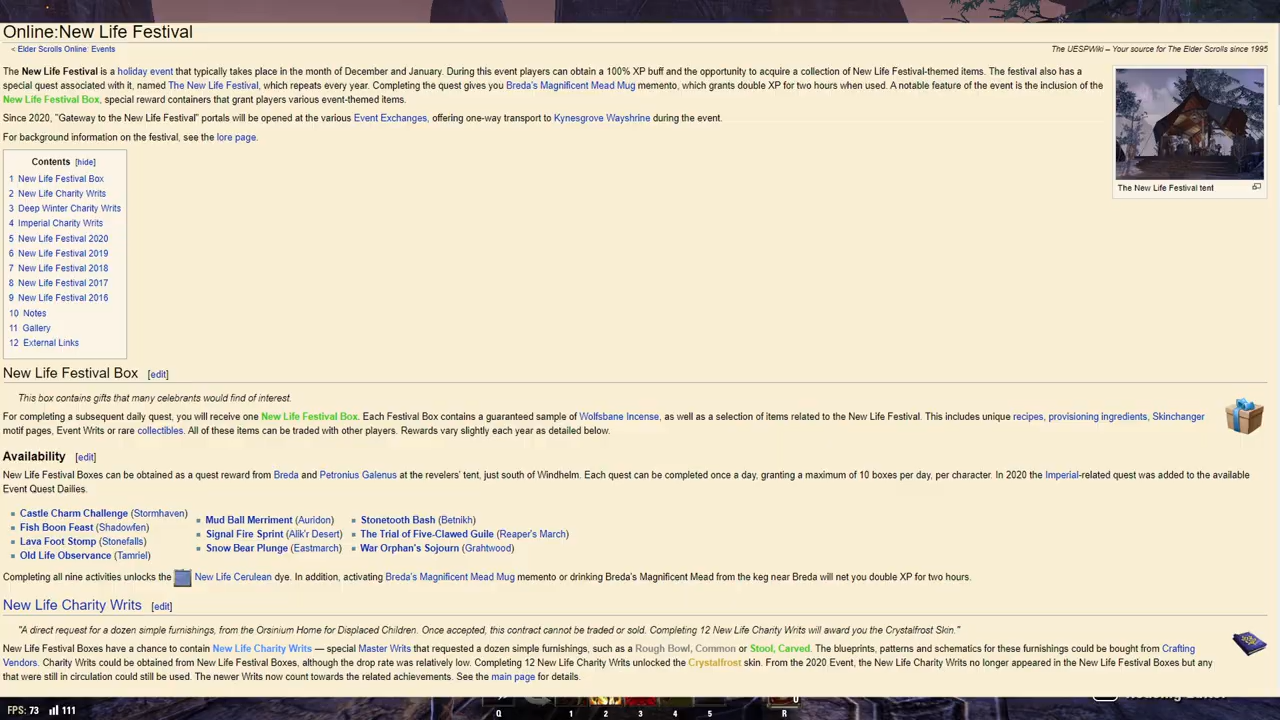 Online:New Life Festival
< Elder Scrolls Online: Events
The UESPWiki – Your source for The Elder Scrolls since 1995
The New Life Festival is a holiday event that typically takes place in the month of December and January. During this event players can obtain a 100% XP buff and the opportunity to acquire a collection of New Life Festival-themed items. The festival also has a
special quest associated with it, named The New Life Festival, which repeats every year. Completing the quest gives you Breda's Magnificent Mead Mug memento, which grants double XP for two hours when used. A notable feature of the event is the inclusion of the
New Life Festival Box, special reward containers that grant players various event-themed items.
Since 2020, "Gateway to the New Life Festival" portals will be opened at the various Event Exchanges, offering one-way transport to Kynesgrove Wayshrine during the event.
For background information on the festival, see the lore page.
The New Life Festival tent
Contents [hide]
1 New Life Festival Box
2 New Life Charity Writs
3 Deep Winter Charity Writs
4 Imperial Charity Writs
5 New Life Festival 2020
6 New Life Festival 2019
7 New Life Festival 2018
8 New Life Festival 2017
9 New Life Festival 2016
10 Notes
11 Gallery
12 External Links
New Life Festival Box [edit]
This box contains gifts that many celebrants would find of interest.
For completing a subsequent daily quest, you will receive one New Life Festival Box. Each Festival Box contains a guaranteed sample of Wolfsbane Incense, as well as a selection of items related to the New Life Festival. This includes unique recipes, provisioning ingredients, Skinchanger
motif pages, Event Writs or rare collectibles. All of these items can be traded with other players. Rewards vary slightly each year as detailed below.
Availability [edit]
New Life Festival Boxes can be obtained as a quest reward from Breda and Petronius Galenus at the revelers' tent, just south of Windhelm. Each quest can be completed once a day, granting a maximum of 10 boxes per day, per character. In 2020 the Imperial-related quest was added to the available
Event Quest Dailies.
Castle Charm Challenge (Stormhaven)
Fish Boon Feast (Shadowfen)
Lava Foot Stomp (Stonefalls)
Old Life Observance (Tamriel)
Mud Ball Merriment (Auridon)
Signal Fire Sprint (Alik'r Desert)
Snow Bear Plunge (Eastmarch)
Stonetooth Bash (Betnikh)
The Trial of Five-Clawed Guile (Reaper's March)
War Orphan's Sojourn (Grahtwood)
Completing all nine activities unlocks the New Life Cerulean dye. In addition, activating Breda's Magnificent Mead Mug memento or drinking Breda's Magnificent Mead from the keg near Breda will net you double XP for two hours.
New Life Charity Writs [edit]
"A direct request for a dozen simple furnishings, from the Orsinium Home for Displaced Children. Once accepted, this contract cannot be traded or sold. Completing 12 New Life Charity Writs will award you the Crystalfrost Skin."
New Life Festival Boxes have a chance to contain New Life Charity Writs — special Master Writs that requested a dozen simple furnishings, such as a Rough Bowl, Common or Stool, Carved. The blueprints, patterns and schematics for these furnishings could be bought from Crafting
Vendors. Charity Writs could be obtained from New Life Festival Boxes, although the drop rate was relatively low. Completing 12 New Life Charity Writs unlocked the Crystalfrost skin. From the 2020 Event, the New Life Charity Writs no longer appeared in the New Life Festival Boxes but any
that were still in circulation could still be used. The newer Writs now count towards the related achievements. See the main page for details.
FPS: 73 111
Q 1 2 3 4 5 R